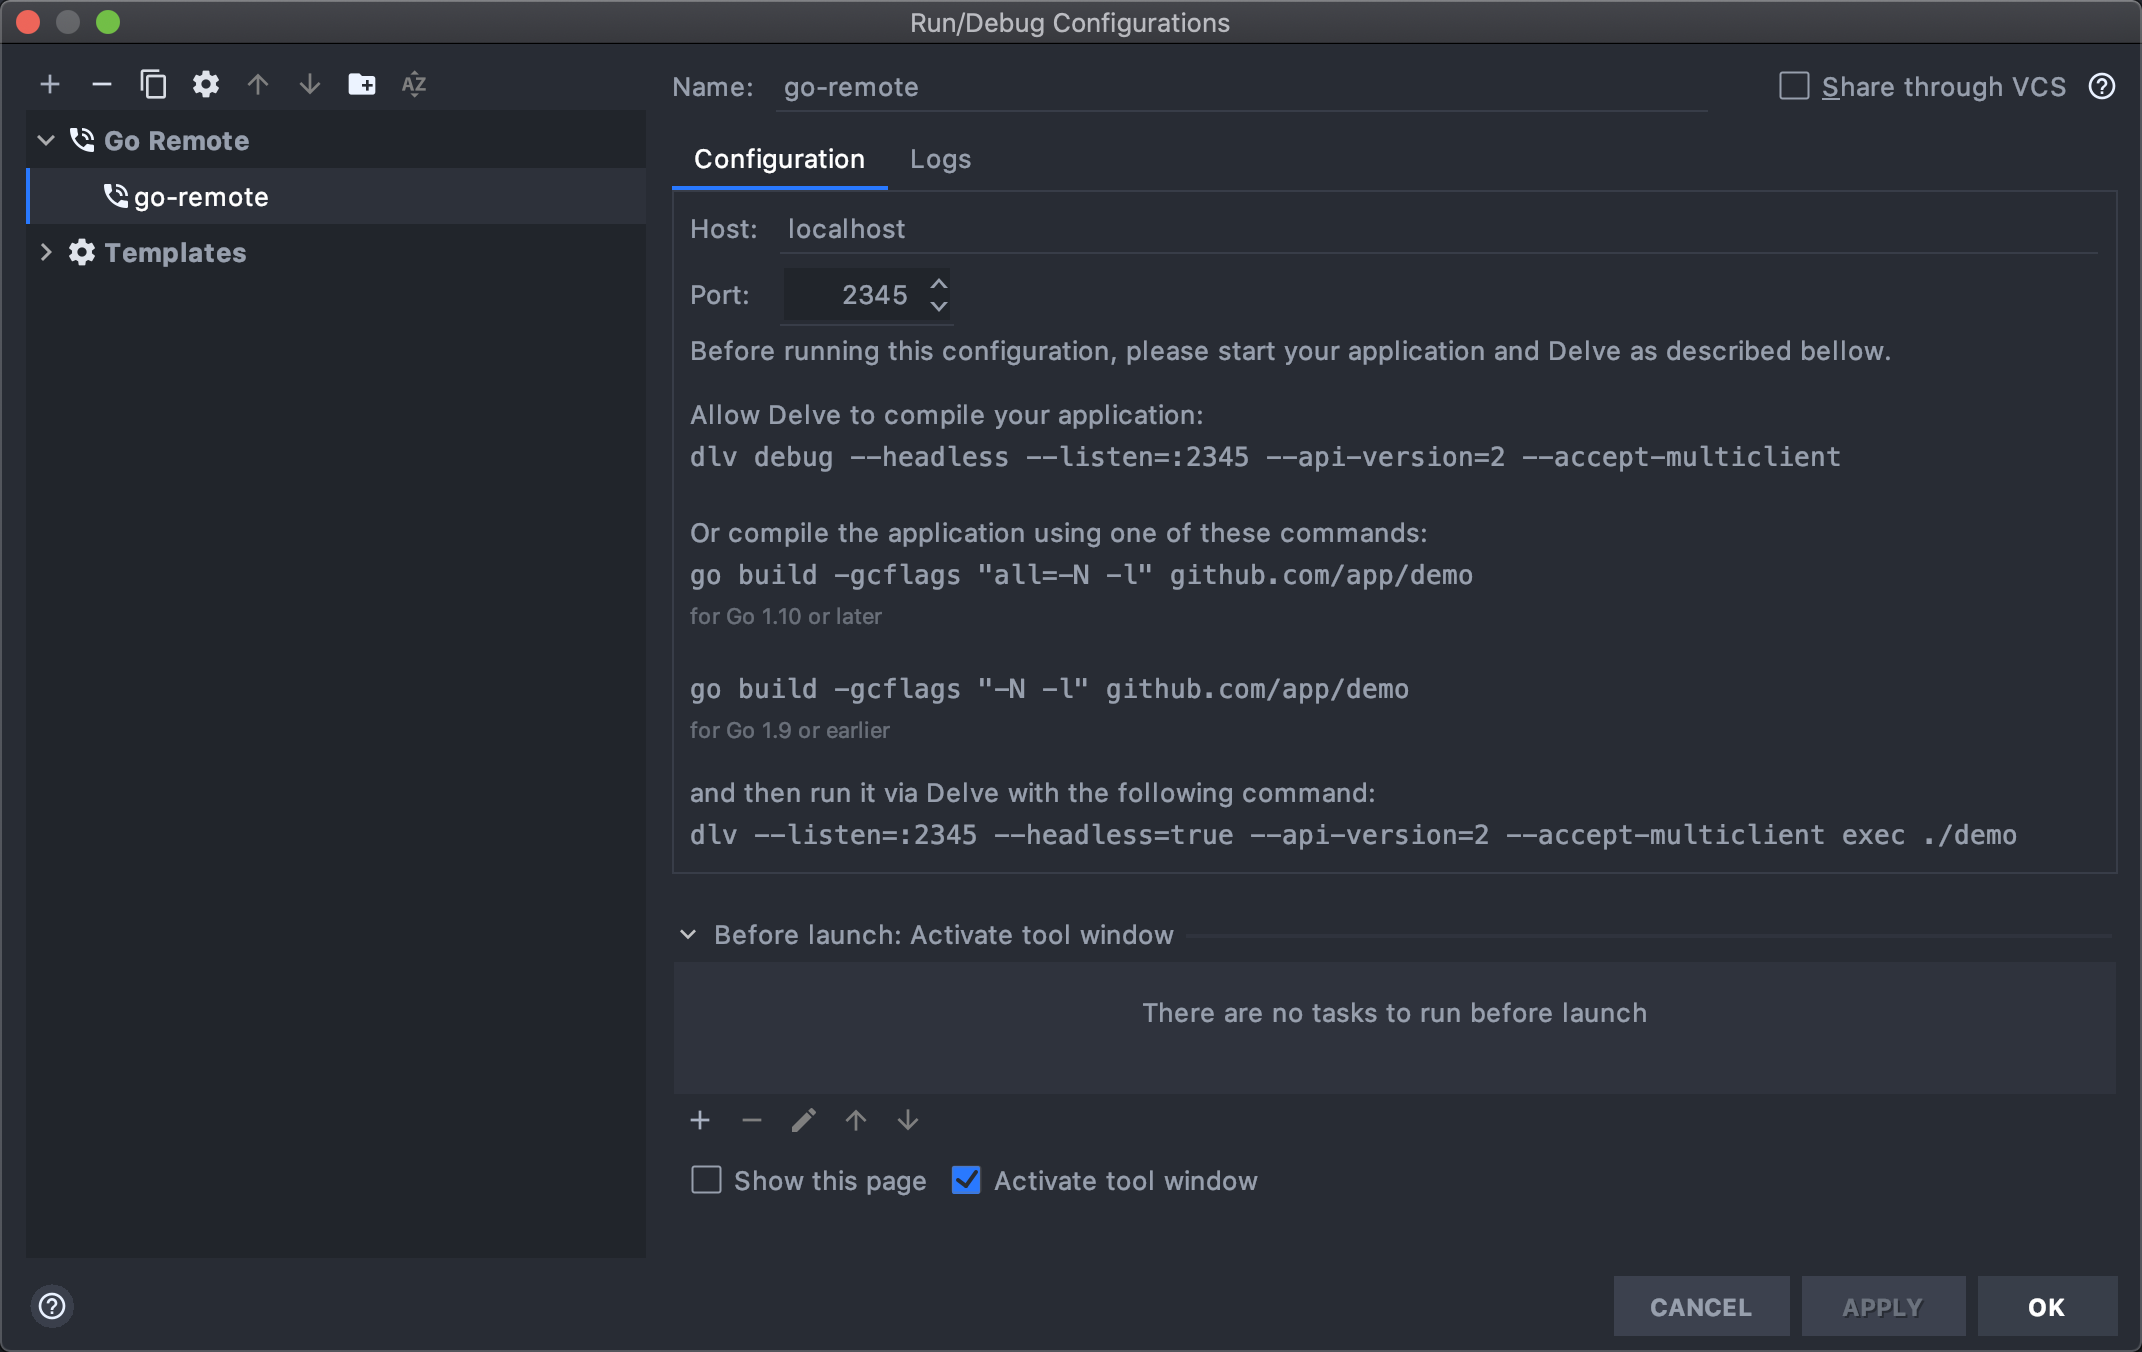 Run/Debug Configurations
Go Remote
go-remote
Templates
Name: go-remote
Share through VCS
Configuration Logs
Host: localhost
Port: 2345
Before running this configuration, please start your application and Delve as described bellow.
Allow Delve to compile your application:
dlv debug --headless --listen=:2345 --api-version=2 --accept-multiclient
Or compile the application using one of these commands:
go build -gcflags "all=-N -l" github.com/app/demo
for Go 1.10 or later
go build -gcflags "-N -l" github.com/app/demo
for Go 1.9 or earlier
and then run it via Delve with the following command:
dlv --listen=:2345 --headless=true --api-version=2 --accept-multiclient exec ./demo
Before launch: Activate tool window
There are no tasks to run before launch
Show this page Activate tool window
CANCEL APPLY OK